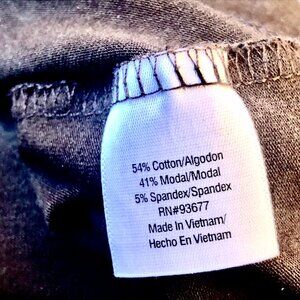 54% Cotton/Algodon
41% Modal/Modal
5% Spandex/Spandex
RN#93677
Made In Vietnam/
Hecho En Vietnam